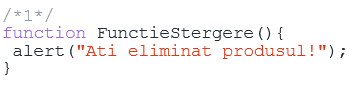 /*1*/
function FunctieStergere(){
 alert("Ati eliminat produsul!");
}